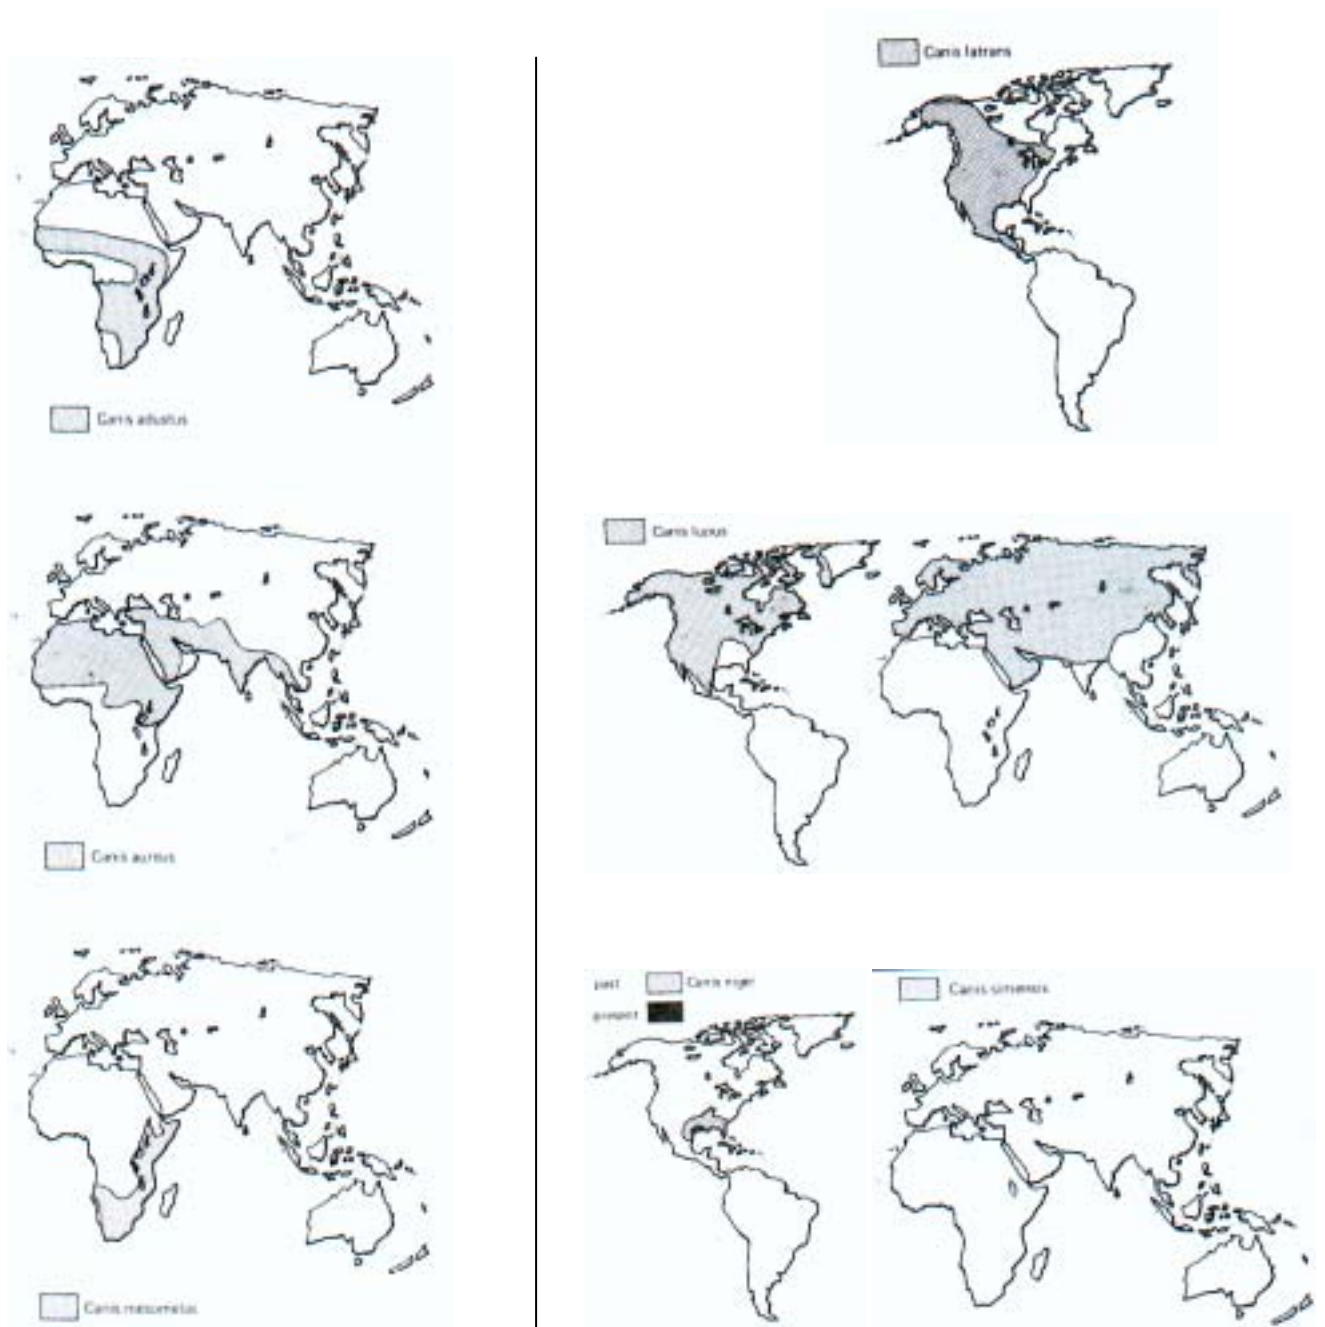 Canis adustus
Canis aureus
Canis mesomelas
Canis latrans
Canis lupus
past Canis niger
present
Canis simensis